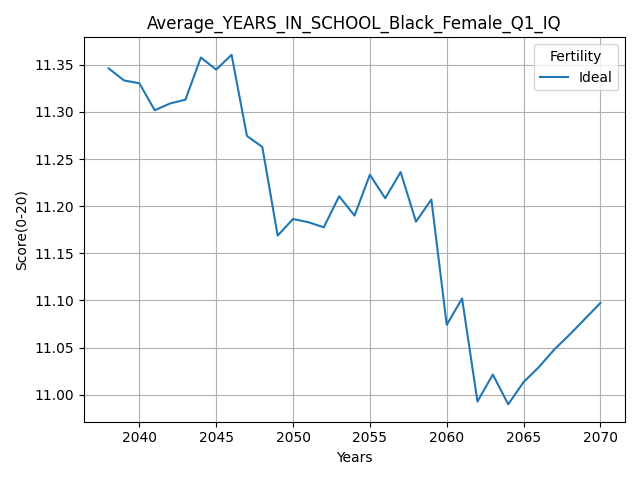 Average_YEARS_IN_SCHOOL_Black_Female_Q1_IQ
Fertility
Ideal
Score(0-20)
11.35
11.30
11.25
11.20
11.15
11.10
11.05
11.00
2040 2045 2050 2055 2060 2065 2070
Years